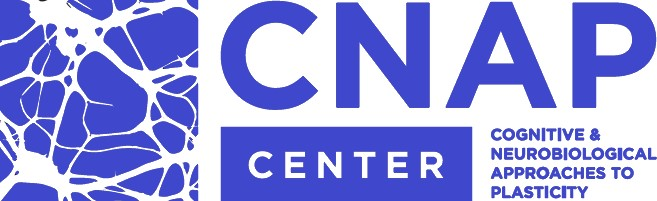 CNAP
CENTER
COGNITIVE &
NEUROBIOLOGICAL
APPROACHES TO
PLASTICITY